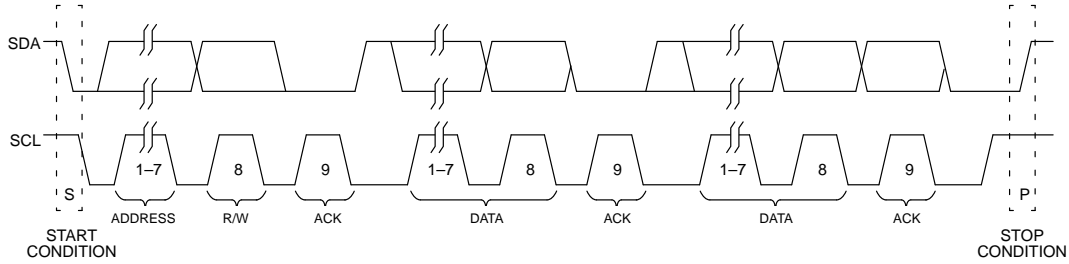 SDA
SCL
1–7 8 9 1–7 8 9 1–7 8 9
S P
ADDRESS R/W ACK DATA ACK DATA ACK
START
CONDITION
STOP
CONDITION